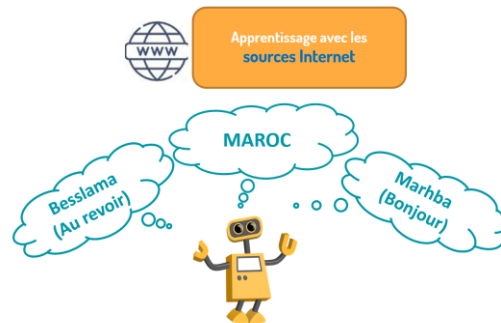 WWW
Apprentissage avec les
sources Internet
MAROC
Besslama
(Au revoir)
Marhba
(Bonjour)